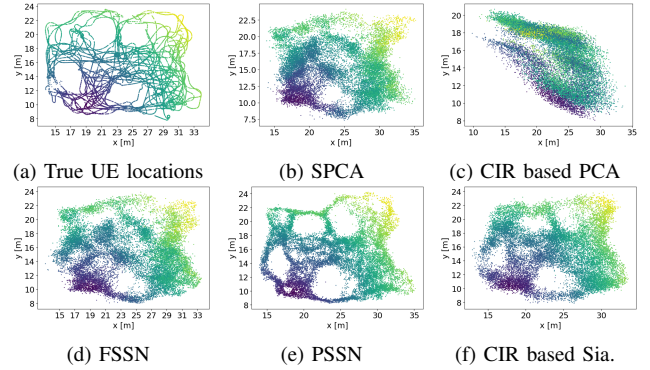 24
22
20
18
16
14
12
10
8
y [m]
15 17 19 21 23 25 27 29 31 33
x [m]
(a) True UE locations
22.5
20.0
17.5
15.0
12.5
10.0
7.5
y [m]
15 20 25 30 35
x [m]
(b) SPCA
20
18
16
14
12
10
8
y [m]
10 15 20 25 30 35
x [m]
(c) CIR based PCA
24
22
20
18
16
14
12
10
8
y [m]
15 17 19 21 23 25 27 29 31 33
x [m]
(d) FSSN
24
22
20
18
16
14
12
10
8
y [m]
15 20 25 30 35
x [m]
(e) PSSN
24
22
20
18
16
14
12
10
8
y [m]
15 20 25 30
x [m]
(f) CIR based Sia.